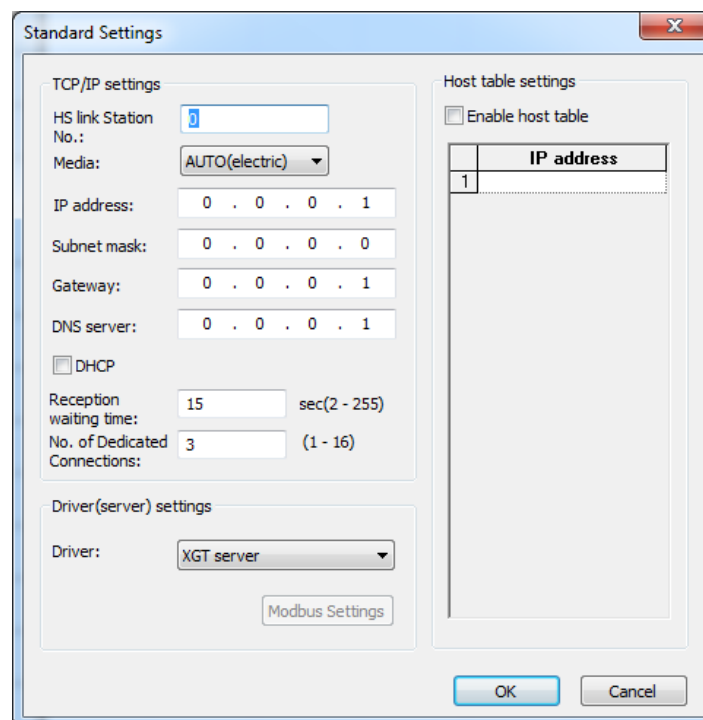 Standard Settings
TCP/IP settings
HS link Station
No.:
0
Media:
AUTO(electric)
IP address:
0 . 0 . 0 . 1
Subnet mask:
0 . 0 . 0 . 0
Gateway:
0 . 0 . 0 . 1
DNS server:
0 . 0 . 0 . 1
DHCP
Reception
waiting time:
15
sec(2 - 255)
No. of Dedicated
Connections:
3
(1 - 16)
Driver(server) settings
Driver:
XGT server
Modbus Settings
Host table settings
Enable host table
IP address
1
OK
Cancel